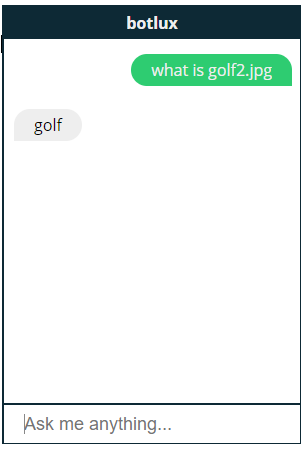 botlux
what is golf2.jpg
golf
Ask me anything...